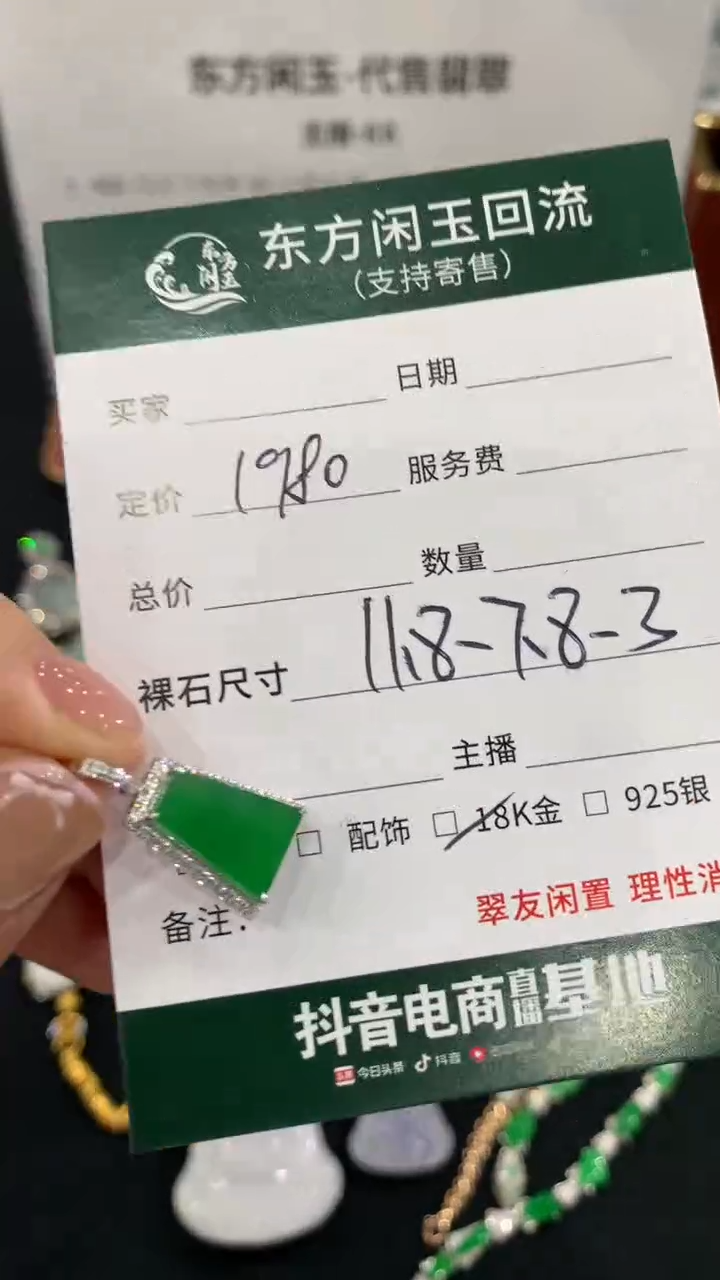 东方闲玉·代售翡翠
东方闲玉
东方闲玉回流
(支持寄售)
买家 日期
定价 1980 服务费
总价 数量
裸石尺寸 11.8-7.8-3
主播
□ 配饰 □ 18K金 □ 925银
备注:
翠友闲置 理性消
抖音电商直播基地
今日头条 抖音